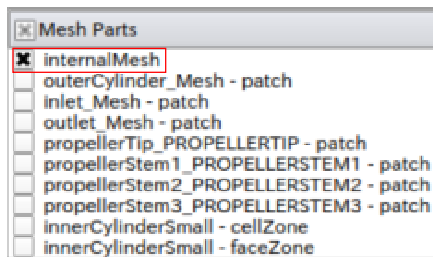 Mesh Parts
internalMesh
outerCylinder_Mesh - patch
inlet_Mesh - patch
outlet_Mesh - patch
propellerTip_PROPELLERTIP - patch
propellerStem1_PROPELLERSTEM1 - patch
propellerStem2_PROPELLERSTEM2 - patch
propellerStem3_PROPELLERSTEM3 - patch
innerCylinderSmall - cellZone
innerCylinderSmall - faceZone